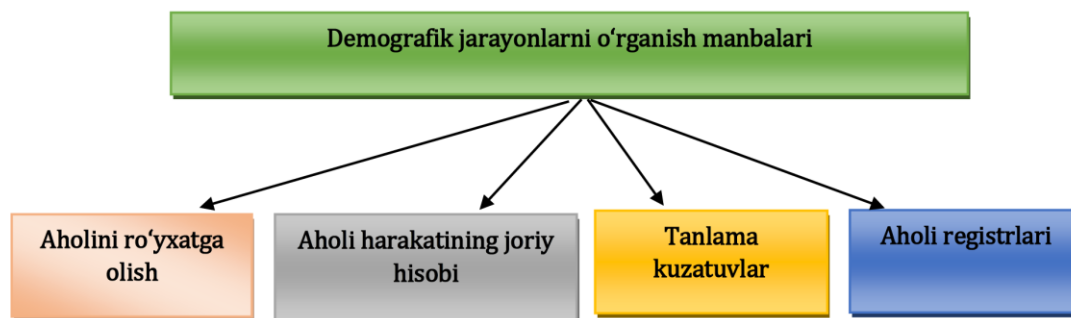 Demografik jarayonlarni o‘rganish manbalari
Aholini ro‘yxatga
olish
Aholi harakatining joriy
hisobi
Tanlama
kuzatuvlar
Aholi registrlari